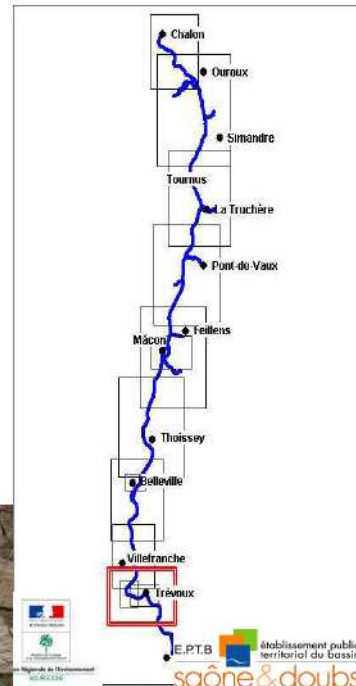 Chalon
Ouroux
Simandre
Tournus
La Truchère
Pont-de-Vaux
Feillens
Mâcon
Thoissey
Belleville
Villefranche
Trévoux
E.P.T.B
établissement public
territorial du bassin
saône&doubs